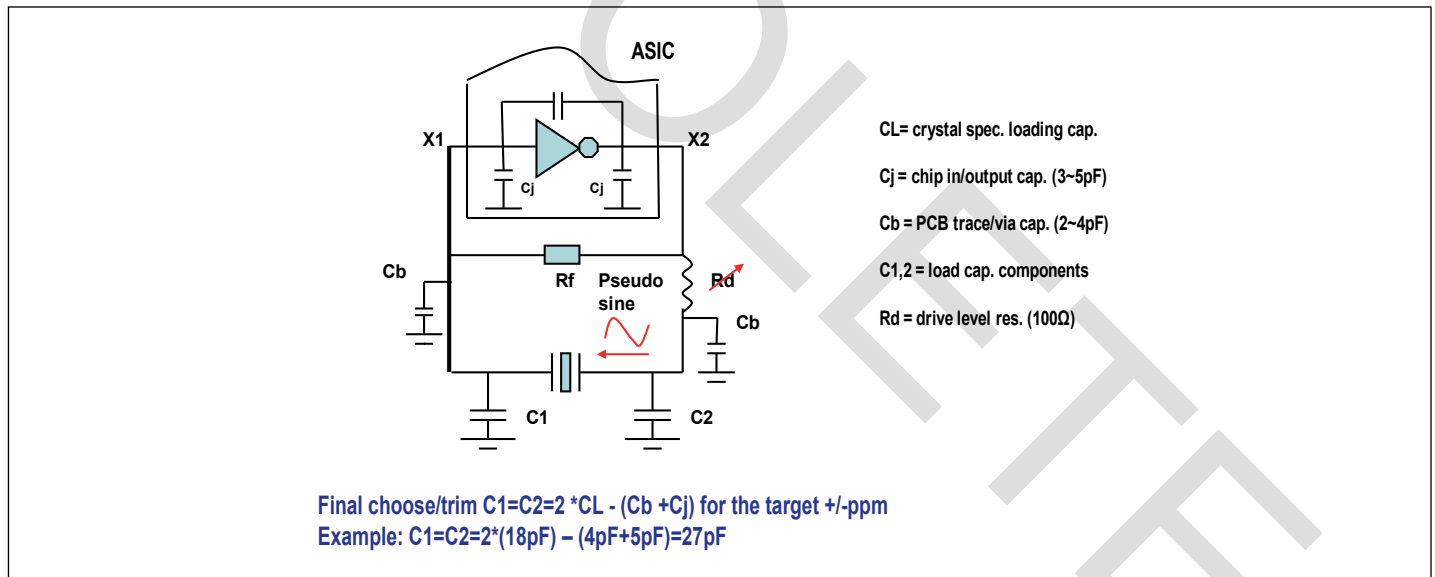 ASIC
X1
X2
Cj
Cj
CL= crystal spec. loading cap.
Cj = chip in/output cap. (3~5pF)
Cb = PCB trace/via cap. (2~4pF)
C1,2 = load cap. components
Rd = drive level res. (100Ω)
Cb
Rf
Pseudo
sine
Rd
Cb
C1
C2
Final choose/trim C1=C2=2 *CL - (Cb +Cj) for the target +/-ppm
Example: C1=C2=2*(18pF) – (4pF+5pF)=27pF
OLETE